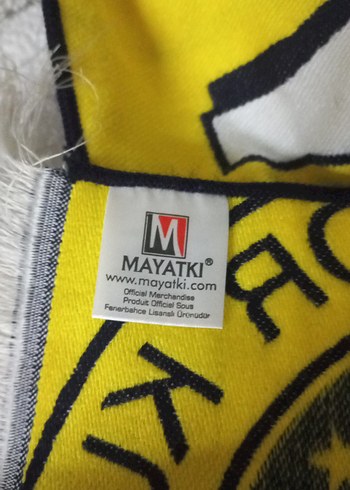 M
MAYATKI®
www.mayatki.com
Official Merchandise
Produit Officiel Sous
Fenerbahce Lisanslı Ürünüdür